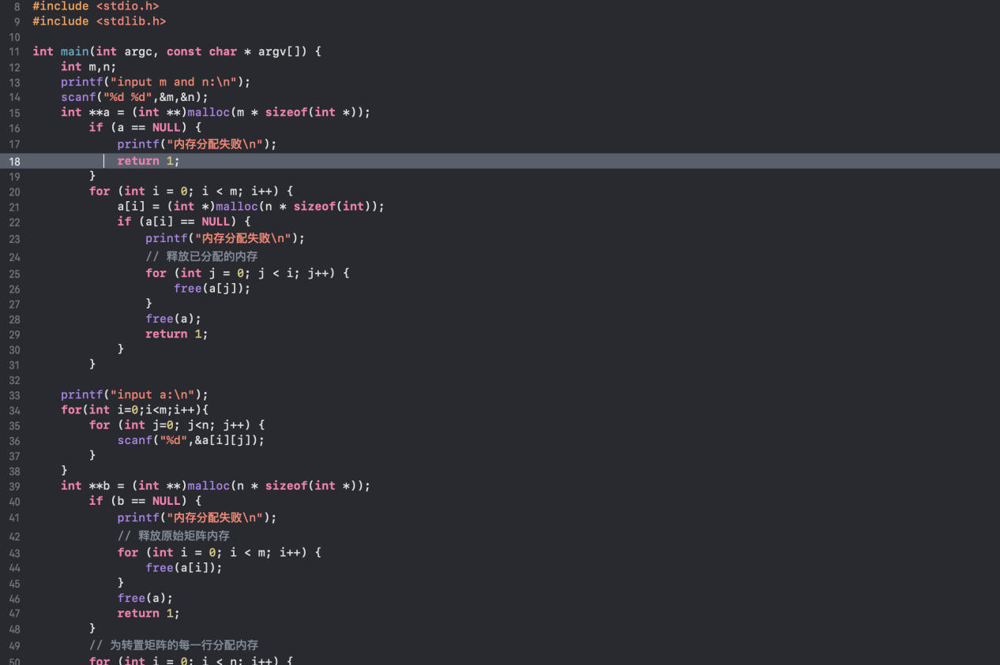 8 #include <stdio.h>
9 #include <stdlib.h>
10
11 int main(int argc, const char * argv[]) {
12     int m,n;
13     printf("input m and n:\n");
14     scanf("%d %d",&m,&n);
15     int **a = (int **)malloc(m * sizeof(int *));
16         if (a == NULL) {
17             printf("内存分配失败\n");
18             return 1;
19         }
20         for (int i = 0; i < m; i++) {
21             a[i] = (int *)malloc(n * sizeof(int));
22             if (a[i] == NULL) {
23                 printf("内存分配失败\n");
24                 // 释放已分配的内存
25                 for (int j = 0; j < i; j++) {
26                     free(a[j]);
27                 }
28                 free(a);
29                 return 1;
30             }
31         }
32
33     printf("input a:\n");
34     for(int i=0;i<m;i++){
35         for (int j=0; j<n; j++) {
36             scanf("%d",&a[i][j]);
37         }
38     }
39     int **b = (int **)malloc(n * sizeof(int *));
40         if (b == NULL) {
41             printf("内存分配失败\n");
42             // 释放原始矩阵内存
43             for (int i = 0; i < m; i++) {
44                 free(a[i]);
45             }
46             free(a);
47             return 1;
48         }
49         // 为转置矩阵的每一行分配内存
50         for (int i = 0; i < n; i++) {